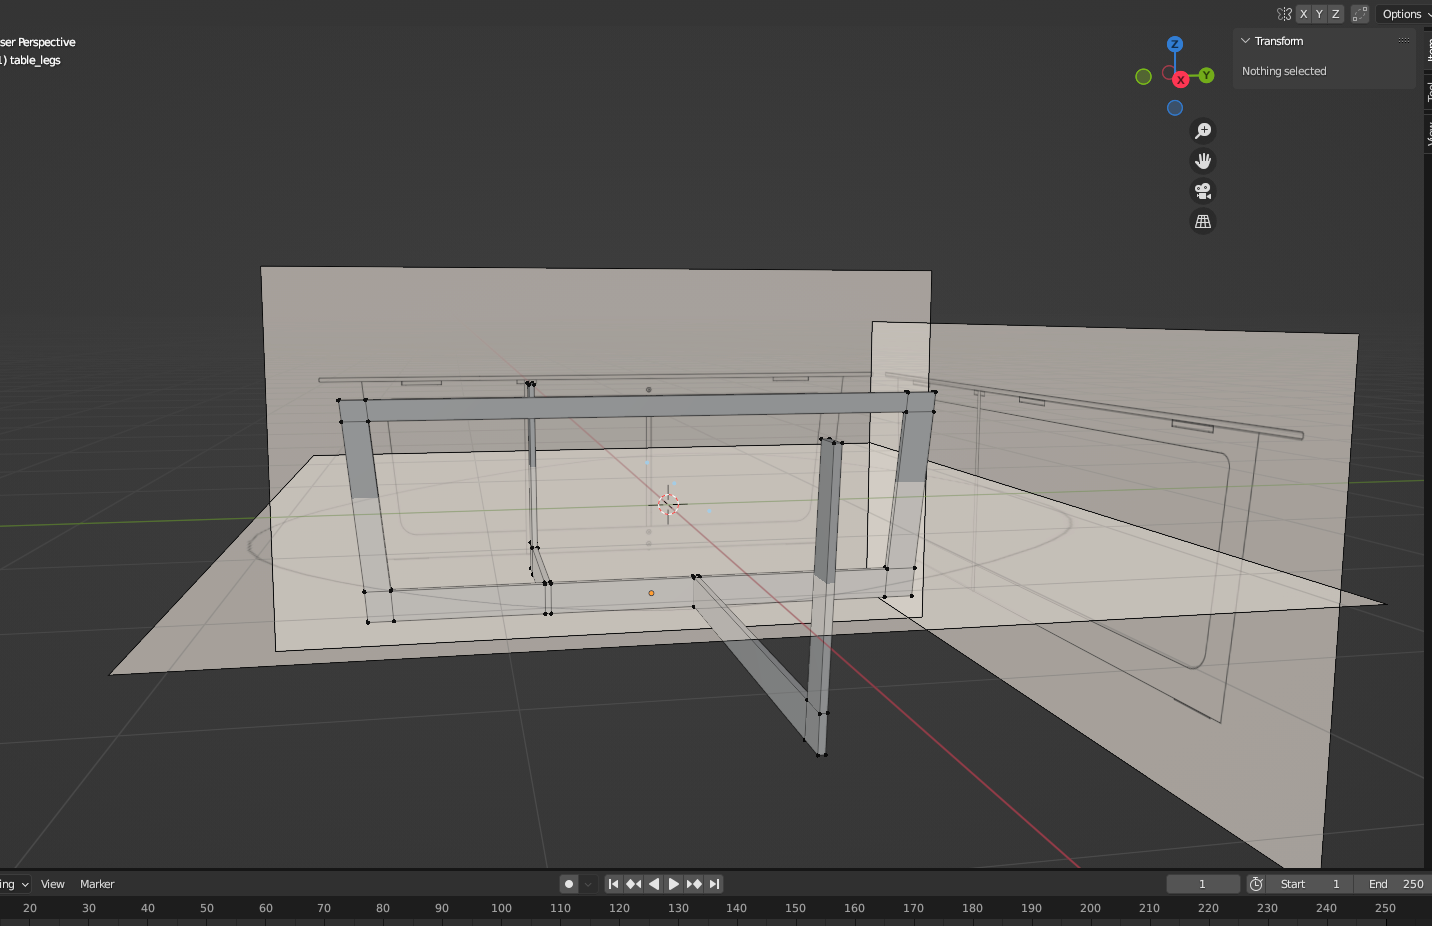 X Y Z Options
ser Perspective
) table_legs
Transform
Nothing selected
Z
Y
X
Item
Tool
View
ing View Marker
1
Start 1
End 250
20 30 40 50 60 70 80 90 100 110 120 130 140 150 160 170 180 190 200 210 220 230 240 250